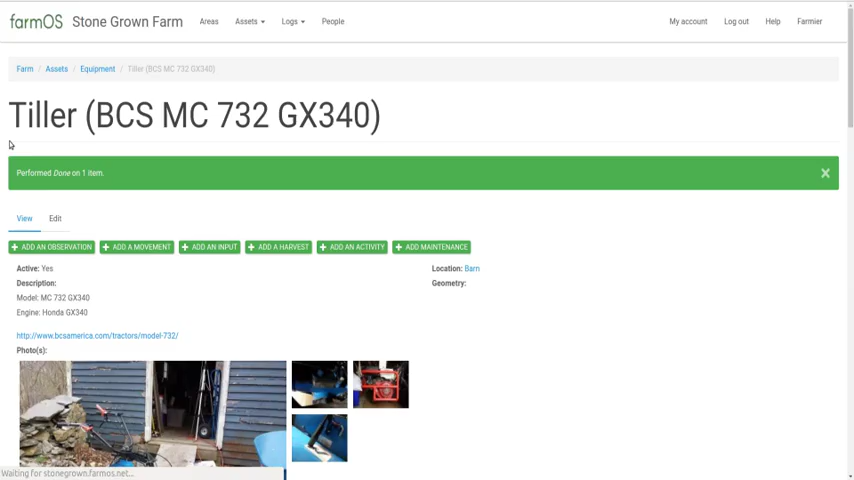 farmOS Stone Grown Farm Areas Assets Logs People My account Log out Help Farmier
Farm / Assets / Equipment / Tiller (BCS MC 732 GX340)
Tiller (BCS MC 732 GX340)
Performed Done on 1 item. X
View Edit
+ ADD AN OBSERVATION + ADD A MOVEMENT + ADD AN INPUT + ADD A HARVEST + ADD AN ACTIVITY + ADD MAINTENANCE
Active: Yes Location: Barn
Description: Geometry:
Model: MC 732 GX340
Engine: Honda GX340
http://www.bcsamerica.com/tractors/model-732/
Photo(s):
Waiting for stonegrown.farmos.net...